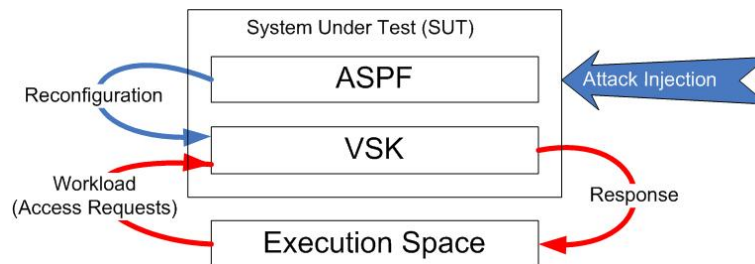 System Under Test (SUT)
ASPF
Attack Injection
Reconfiguration
VSK
Workload
(Access Requests)
Response
Execution Space